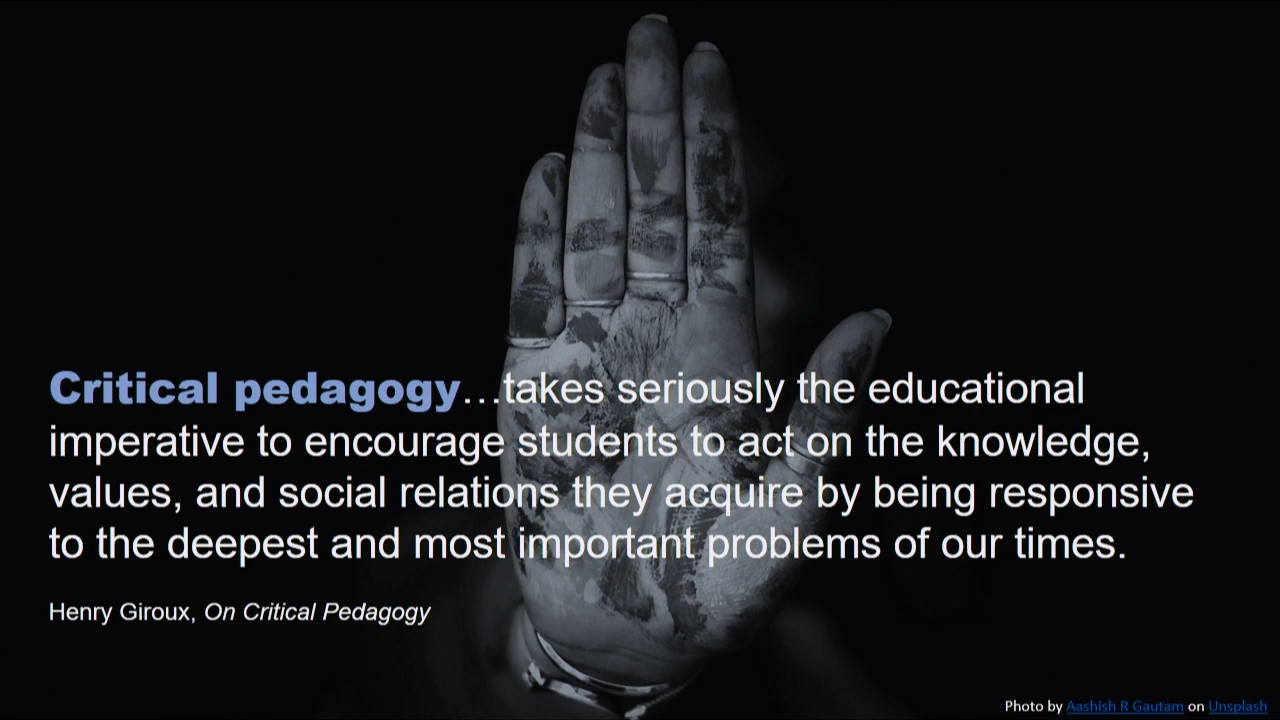 Critical pedagogy…takes seriously the educational
imperative to encourage students to act on the knowledge,
values, and social relations they acquire by being responsive
to the deepest and most important problems of our times.
Henry Giroux, On Critical Pedagogy
Photo by Aashish R Gautam on Unsplash